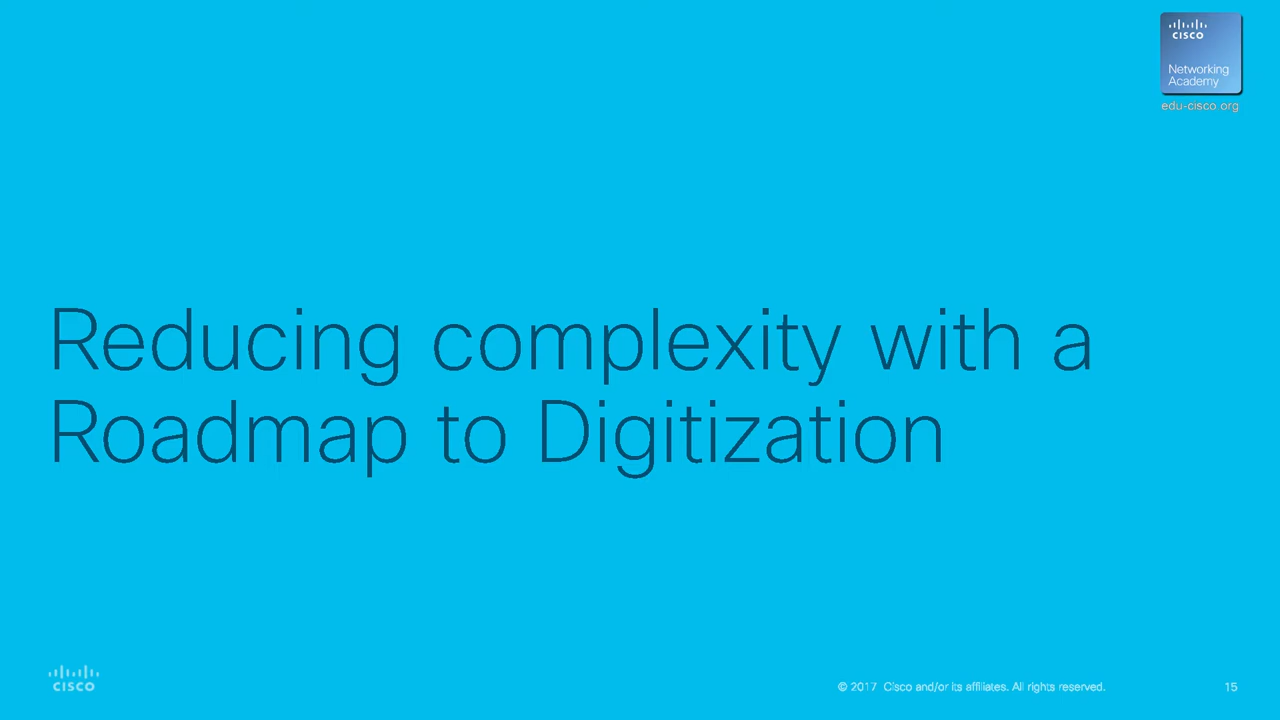 CISCO
Networking
Academy
edu-cisco.org
Reducing complexity with a
Roadmap to Digitization
CISCO
© 2017 Cisco and/or its affiliates. All rights reserved.
15